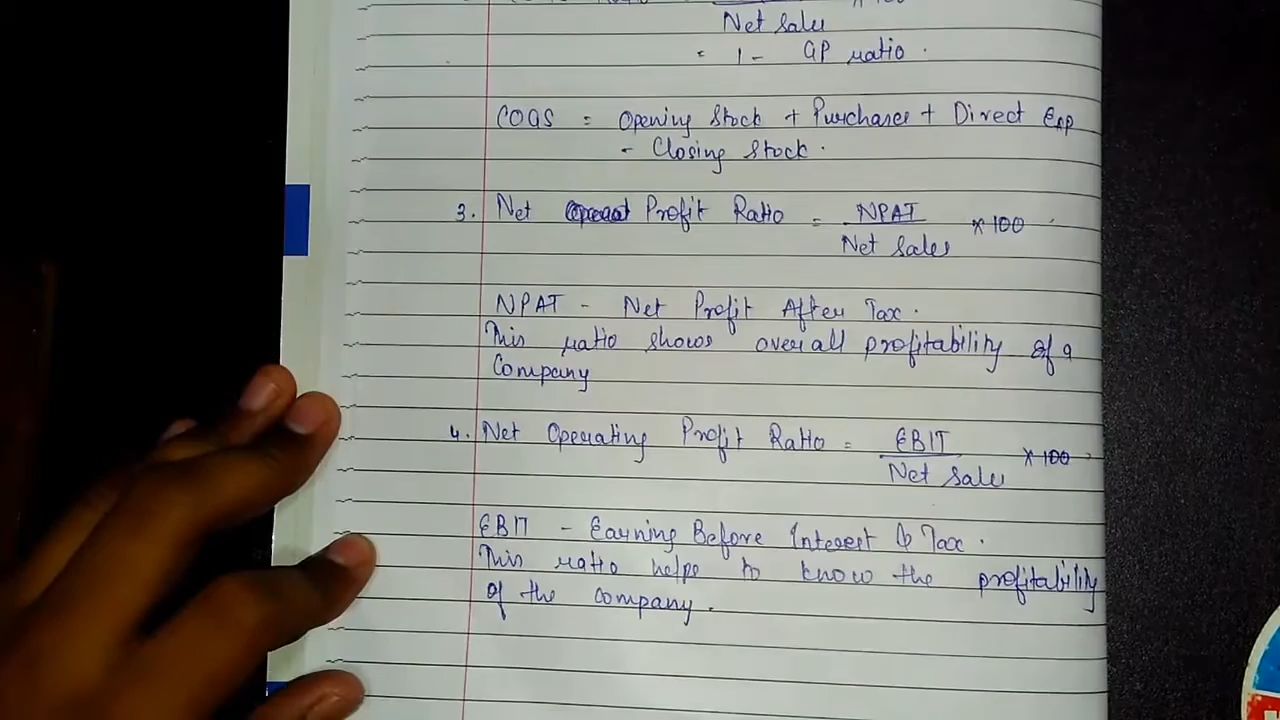 Net Sales
= 1 - GP ratio.
COGS = Opening Stock + Purchases + Direct Exp
- Closing Stock.
3. Net Profit Ratio = NPAT × 100
Net Sales
NPAT - Net Profit After Tax.
This ratio shows overall profitability of a
Company
4. Net Operating Profit Ratio = EBIT × 100
Net Sales
EBIT - Earning Before Interest & Tax.
This ratio helps to know the profitability
of the company.